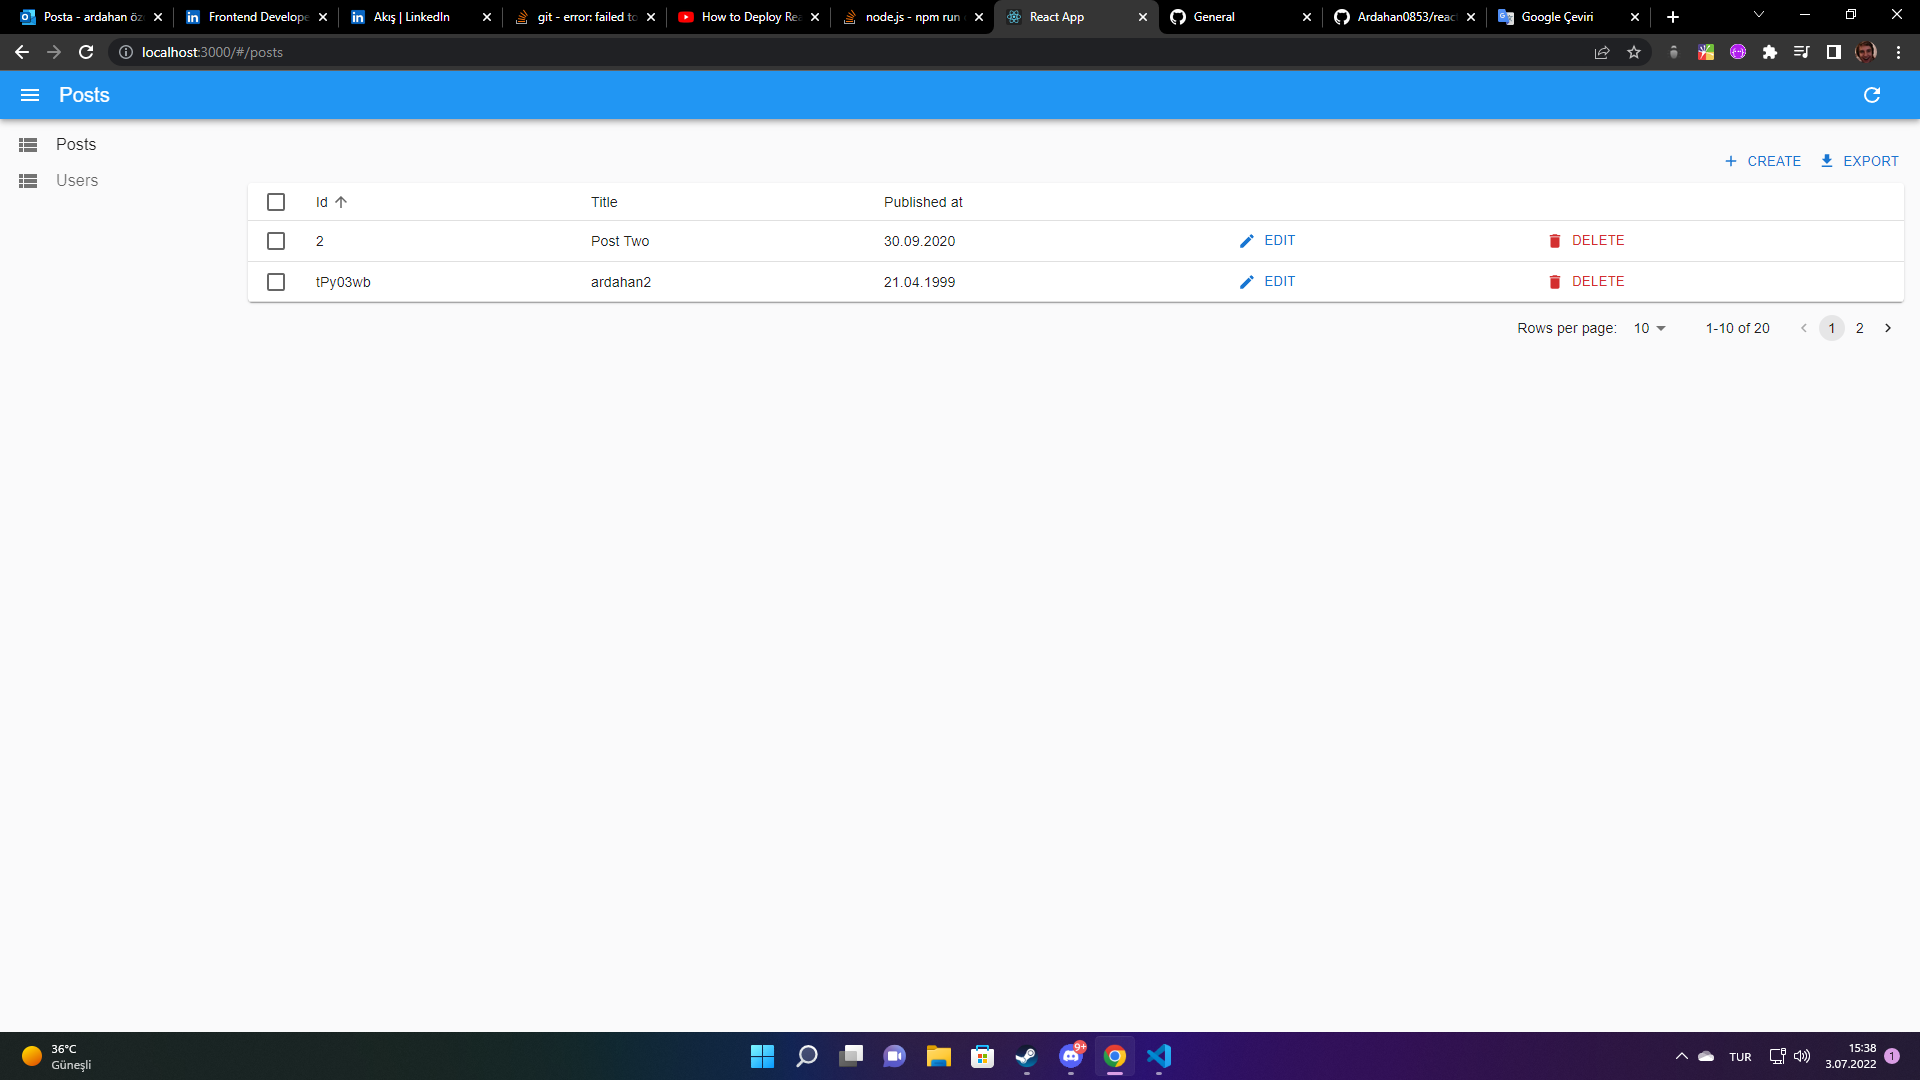 Posta - ardahan öz
Frontend Develope
Akış | LinkedIn
git - error: failed to
How to Deploy Rea
node.js - npm run
React App
General
Ardahan0853/reac
Google Çeviri
localhost:3000/#/posts
Posts
Posts
Users
CREATE
EXPORT
Id Title Published at
2 Post Two 30.09.2020 EDIT DELETE
tPy03wb ardahan2 21.04.1999 EDIT DELETE
Rows per page: 10 1-10 of 20 1 2
36°C
Güneşli
9+
TUR
15:38
3.07.2022
1